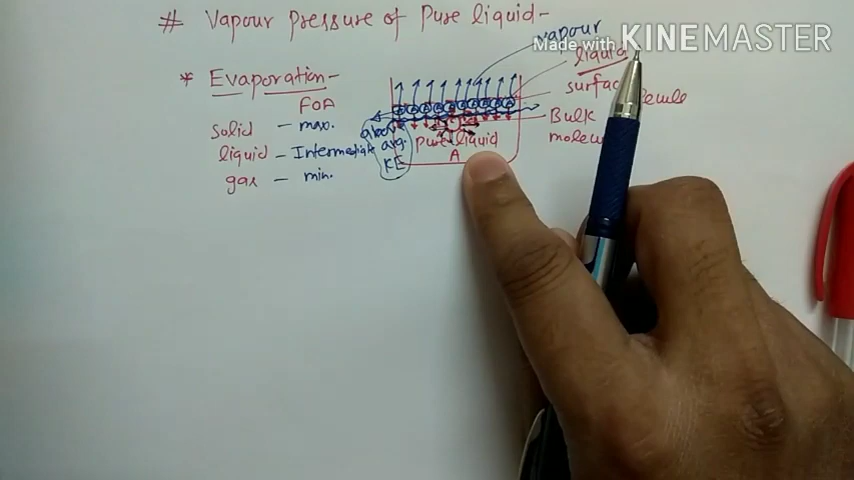 # Vapour Pressure of Pure liquid-
vapour
Made with KINEMASTER
liquid
* Evaporation-
surface
FOA
Bulk
solid - max.
above
liquid - Intermediate
avg.
Pure liquid
A
KE
gas - min.